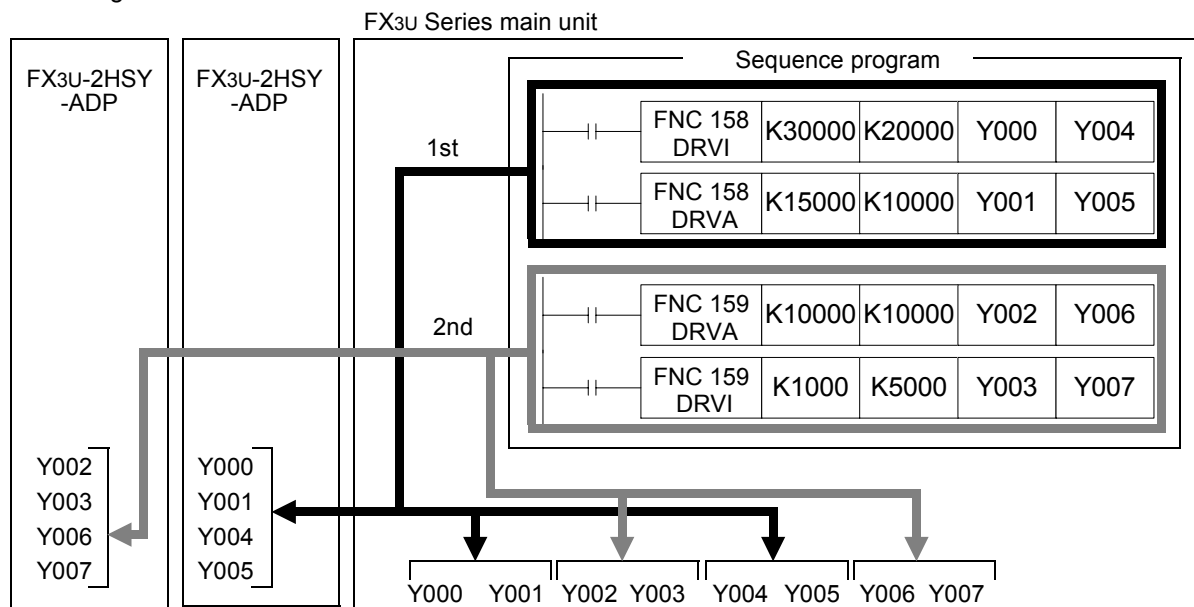 FX3U Series main unit
FX3U-2HSY
-ADP
FX3U-2HSY
-ADP
Sequence program
1st
FNC 158
DRVI
K30000
K20000
Y000
Y004
FNC 158
DRVA
K15000
K10000
Y001
Y005
2nd
FNC 159
DRVA
K10000
K10000
Y002
Y006
FNC 159
DRVI
K1000
K5000
Y003
Y007
Y002
Y003
Y006
Y007
Y000
Y001
Y004
Y005
Y000 Y001 Y002 Y003 Y004 Y005 Y006 Y007